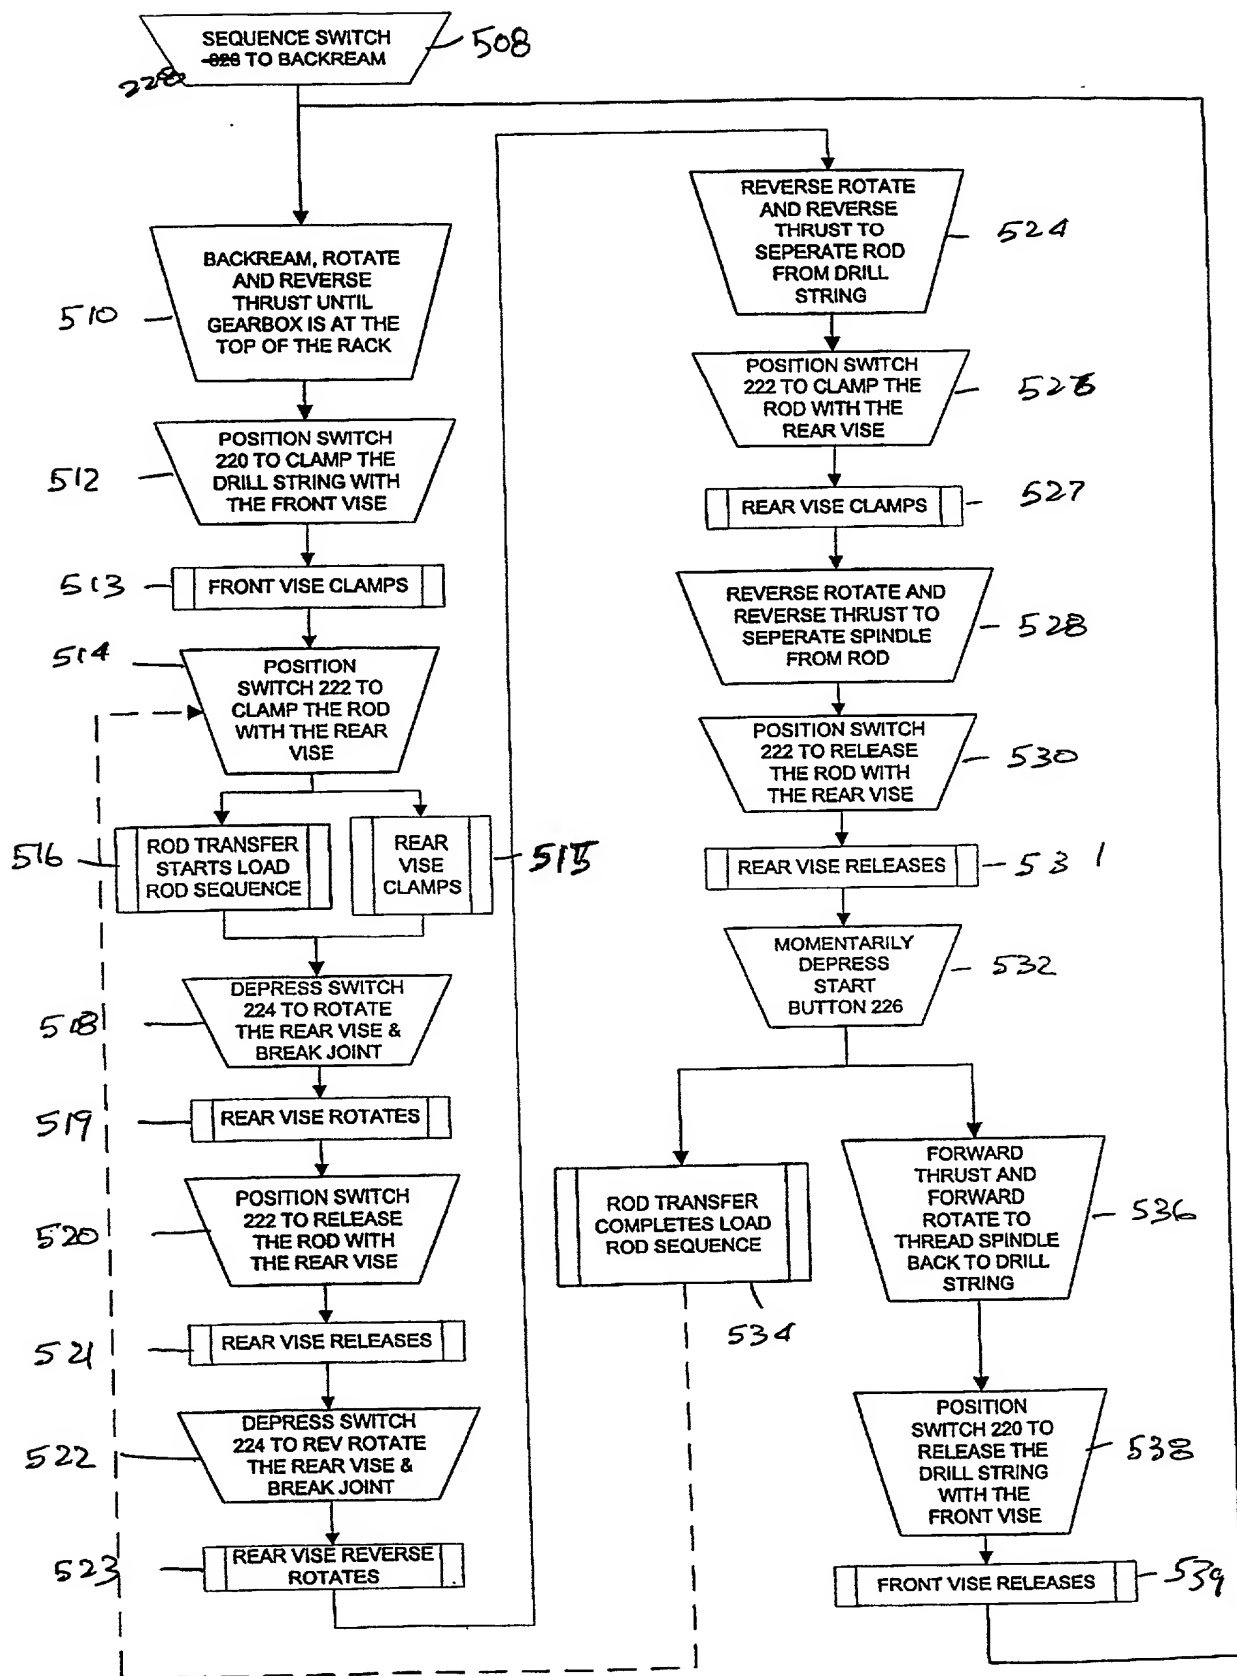 SEQUENCE SWITCH
-028 TO BACKREAM
228
508
BACKREAM, ROTATE
AND REVERSE
THRUST UNTIL
GEARBOX IS AT THE
TOP OF THE RACK
510
POSITION SWITCH
220 TO CLAMP THE
DRILL STRING WITH
THE FRONT VISE
512
FRONT VISE CLAMPS
513
POSITION
SWITCH 222 TO
CLAMP THE ROD
WITH THE REAR
VISE
514
ROD TRANSFER
STARTS LOAD
ROD SEQUENCE
516
REAR
VISE
CLAMPS
515
DEPRESS SWITCH
224 TO ROTATE
THE REAR VISE &
BREAK JOINT
518
REAR VISE ROTATES
519
POSITION SWITCH
222 TO RELEASE
THE ROD WITH
THE REAR VISE
520
REAR VISE RELEASES
521
DEPRESS SWITCH
224 TO REV ROTATE
THE REAR VISE &
BREAK JOINT
522
REAR VISE REVERSE
ROTATES
523
REVERSE ROTATE
AND REVERSE
THRUST TO
SEPERATE ROD
FROM DRILL
STRING
524
POSITION SWITCH
222 TO CLAMP THE
ROD WITH THE
REAR VISE
526
REAR VISE CLAMPS
527
REVERSE ROTATE AND
REVERSE THRUST TO
SEPERATE SPINDLE
FROM ROD
528
POSITION SWITCH
222 TO RELEASE
THE ROD WITH
THE REAR VISE
530
REAR VISE RELEASES
531
MOMENTARILY
DEPRESS
START
BUTTON 226
532
ROD TRANSFER
COMPLETES LOAD
ROD SEQUENCE
534
FORWARD
THRUST AND
FORWARD
ROTATE TO
THREAD SPINDLE
BACK TO DRILL
STRING
536
POSITION
SWITCH 220 TO
RELEASE THE
DRILL STRING
WITH THE
FRONT VISE
538
FRONT VISE RELEASES
539